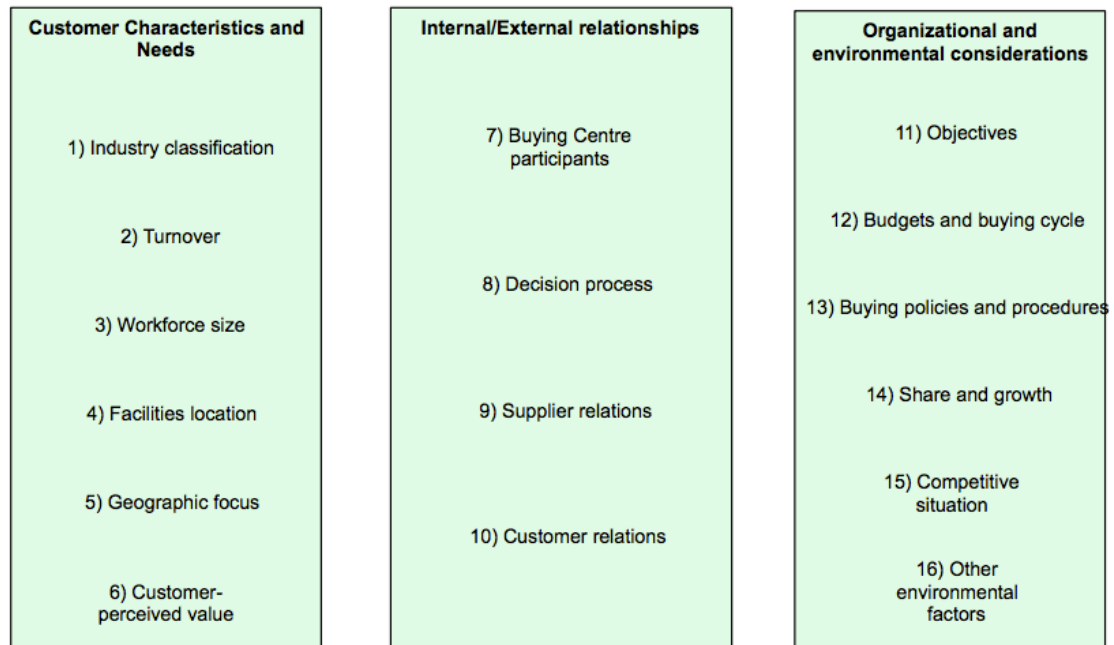 Customer Characteristics and
Needs
1) Industry classification
2) Turnover
3) Workforce size
4) Facilities location
5) Geographic focus
6) Customer-
perceived value
Internal/External relationships
7) Buying Centre
participants
8) Decision process
9) Supplier relations
10) Customer relations
Organizational and
environmental considerations
11) Objectives
12) Budgets and buying cycle
13) Buying policies and procedures
14) Share and growth
15) Competitive
situation
16) Other
environmental
factors